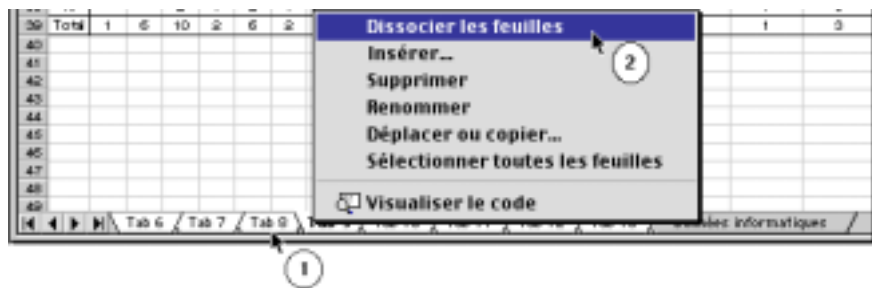 39 Total 1 6 10 2 6 2 1 3
Dissocier les feuilles
2
40
Insérer...
41
42
Supprimer
43
Renommer
44
45
Déplacer ou copier...
46
Sélectionner toutes les feuilles
47
48
49
Visualiser le code
Tab 6 Tab 7 Tab 8 informatiques
1